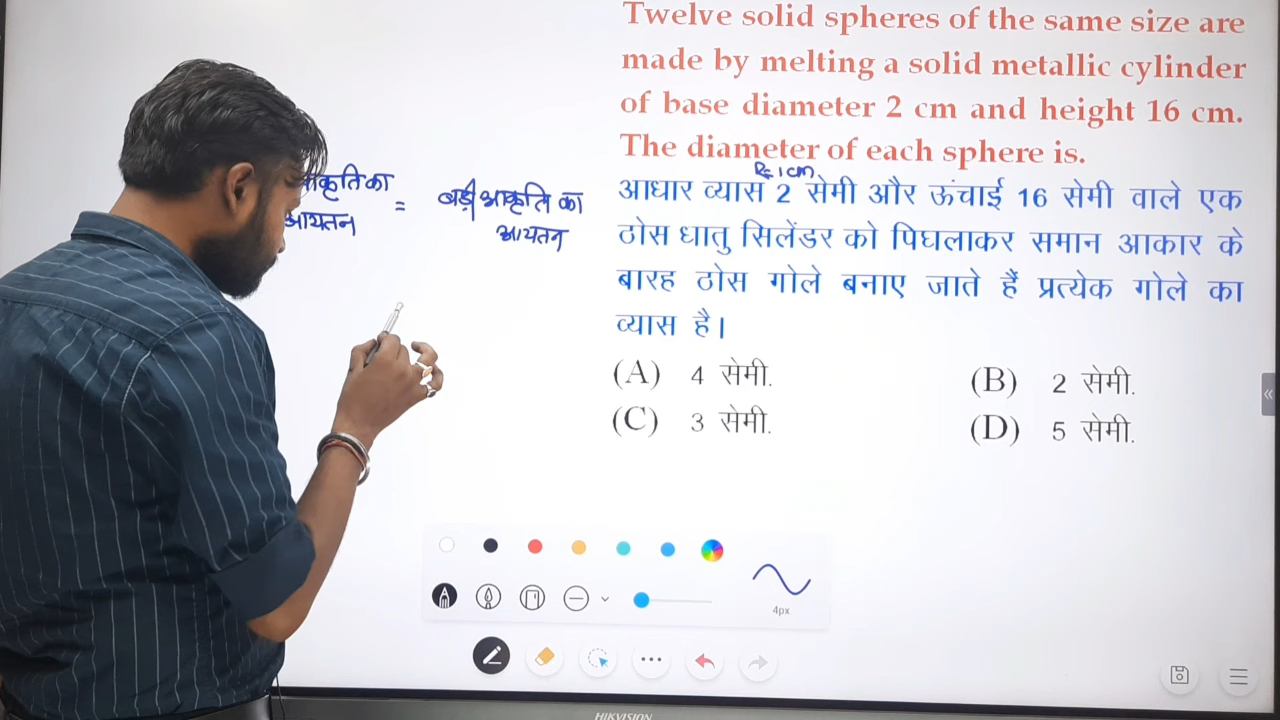 Twelve solid spheres of the same size are
made by melting a solid metallic cylinder
of base diameter 2 cm and height 16 cm.
The diameter of each sphere is.
R=1cm
आधार व्यास 2 सेमी और ऊंचाई 16 सेमी वाले एक
ठोस धातु सिलेंडर को पिघलाकर समान आकार के
बारह ठोस गोले बनाए जाते हैं प्रत्येक गोले का
व्यास है।
(A) 4 सेमी.
(B) 2 सेमी.
(C) 3 सेमी.
(D) 5 सेमी.
आयतन = बड़ी आकृति का
आयतन
4px
HIKVISION